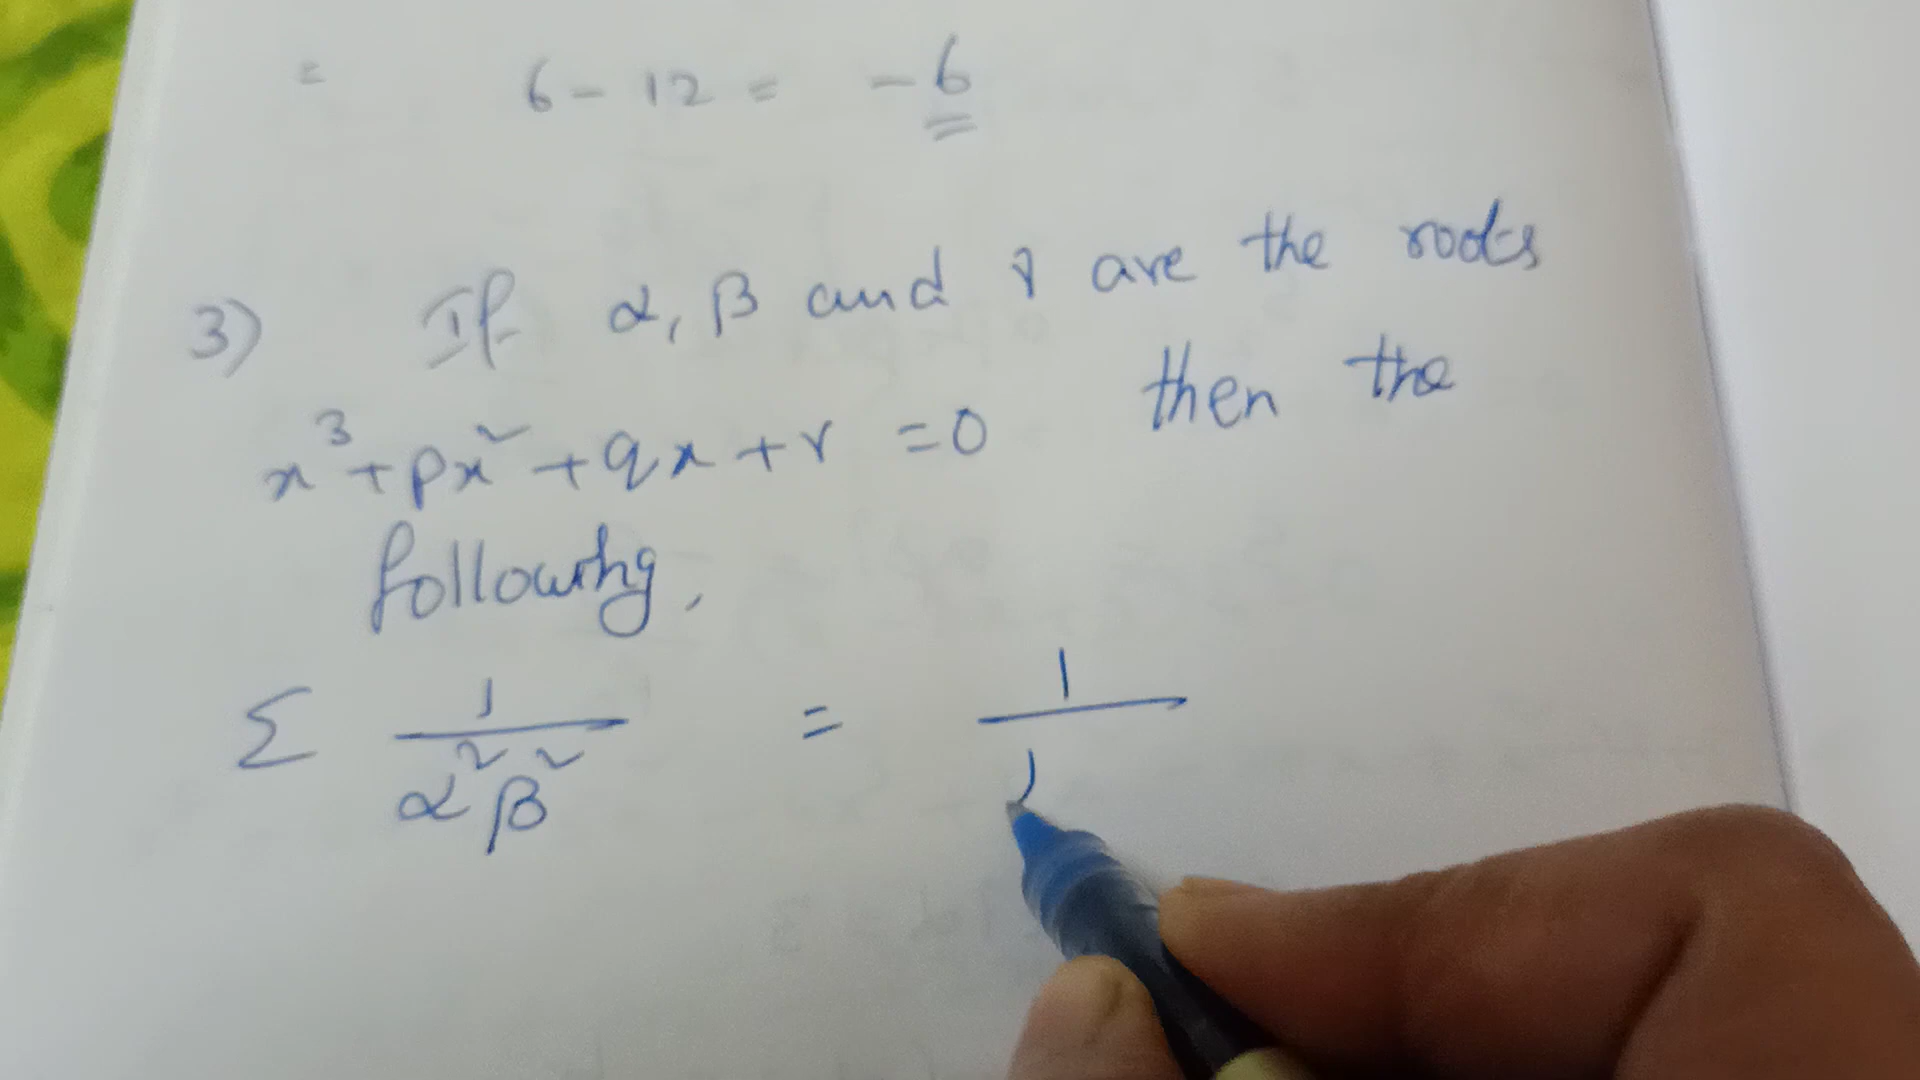 = 6 - 12 = -6
3) If α, β and γ are the roots
x³ + px² + qx + r = 0 then the
following,
Σ 1/α²β² = 1/